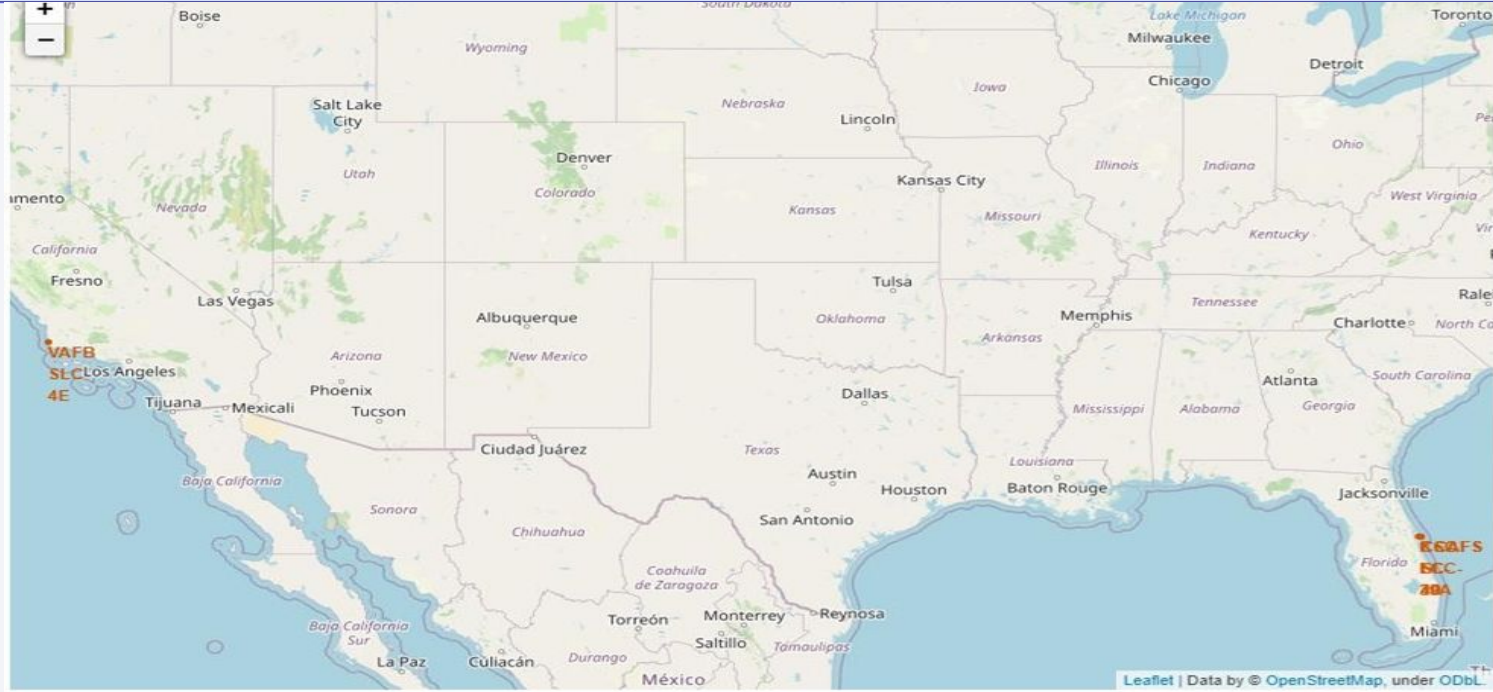 +
−
Boise
South Dakota
Lake Michigan
Toronto
Milwaukee
Wyoming
Detroit
Chicago
Iowa
Nebraska
Salt Lake
City
Lincoln
Denver
Ohio
Utah
Illinois
Indiana
Kansas City
Colorado
West Virginia
Nevada
Kansas
Missouri
Kentucky
California
Fresno
Tulsa
Las Vegas
Tennessee
Albuquerque
Oklahoma
Memphis
Charlotte
North Ca
Arkansas
VAFB
SLC-
4E
Los Angeles
Arizona
New Mexico
South Carolina
Atlanta
Phoenix
Dallas
Tijuana
Mexicali
Tucson
Mississippi
Alabama
Georgia
Ciudad Juárez
Texas
Louisiana
Baja California
Austin
Houston
Baton Rouge
Jacksonville
Sonora
San Antonio
Chihuahua
Florida
Coahuila
de Zaragoza
Torreón
Monterrey
Reynosa
Baja California
Sur
Saltillo
Tamaulipas
Miami
La Paz
Culiacán
Durango
México
Leaflet | Data by © OpenStreetMap, under ODbL.